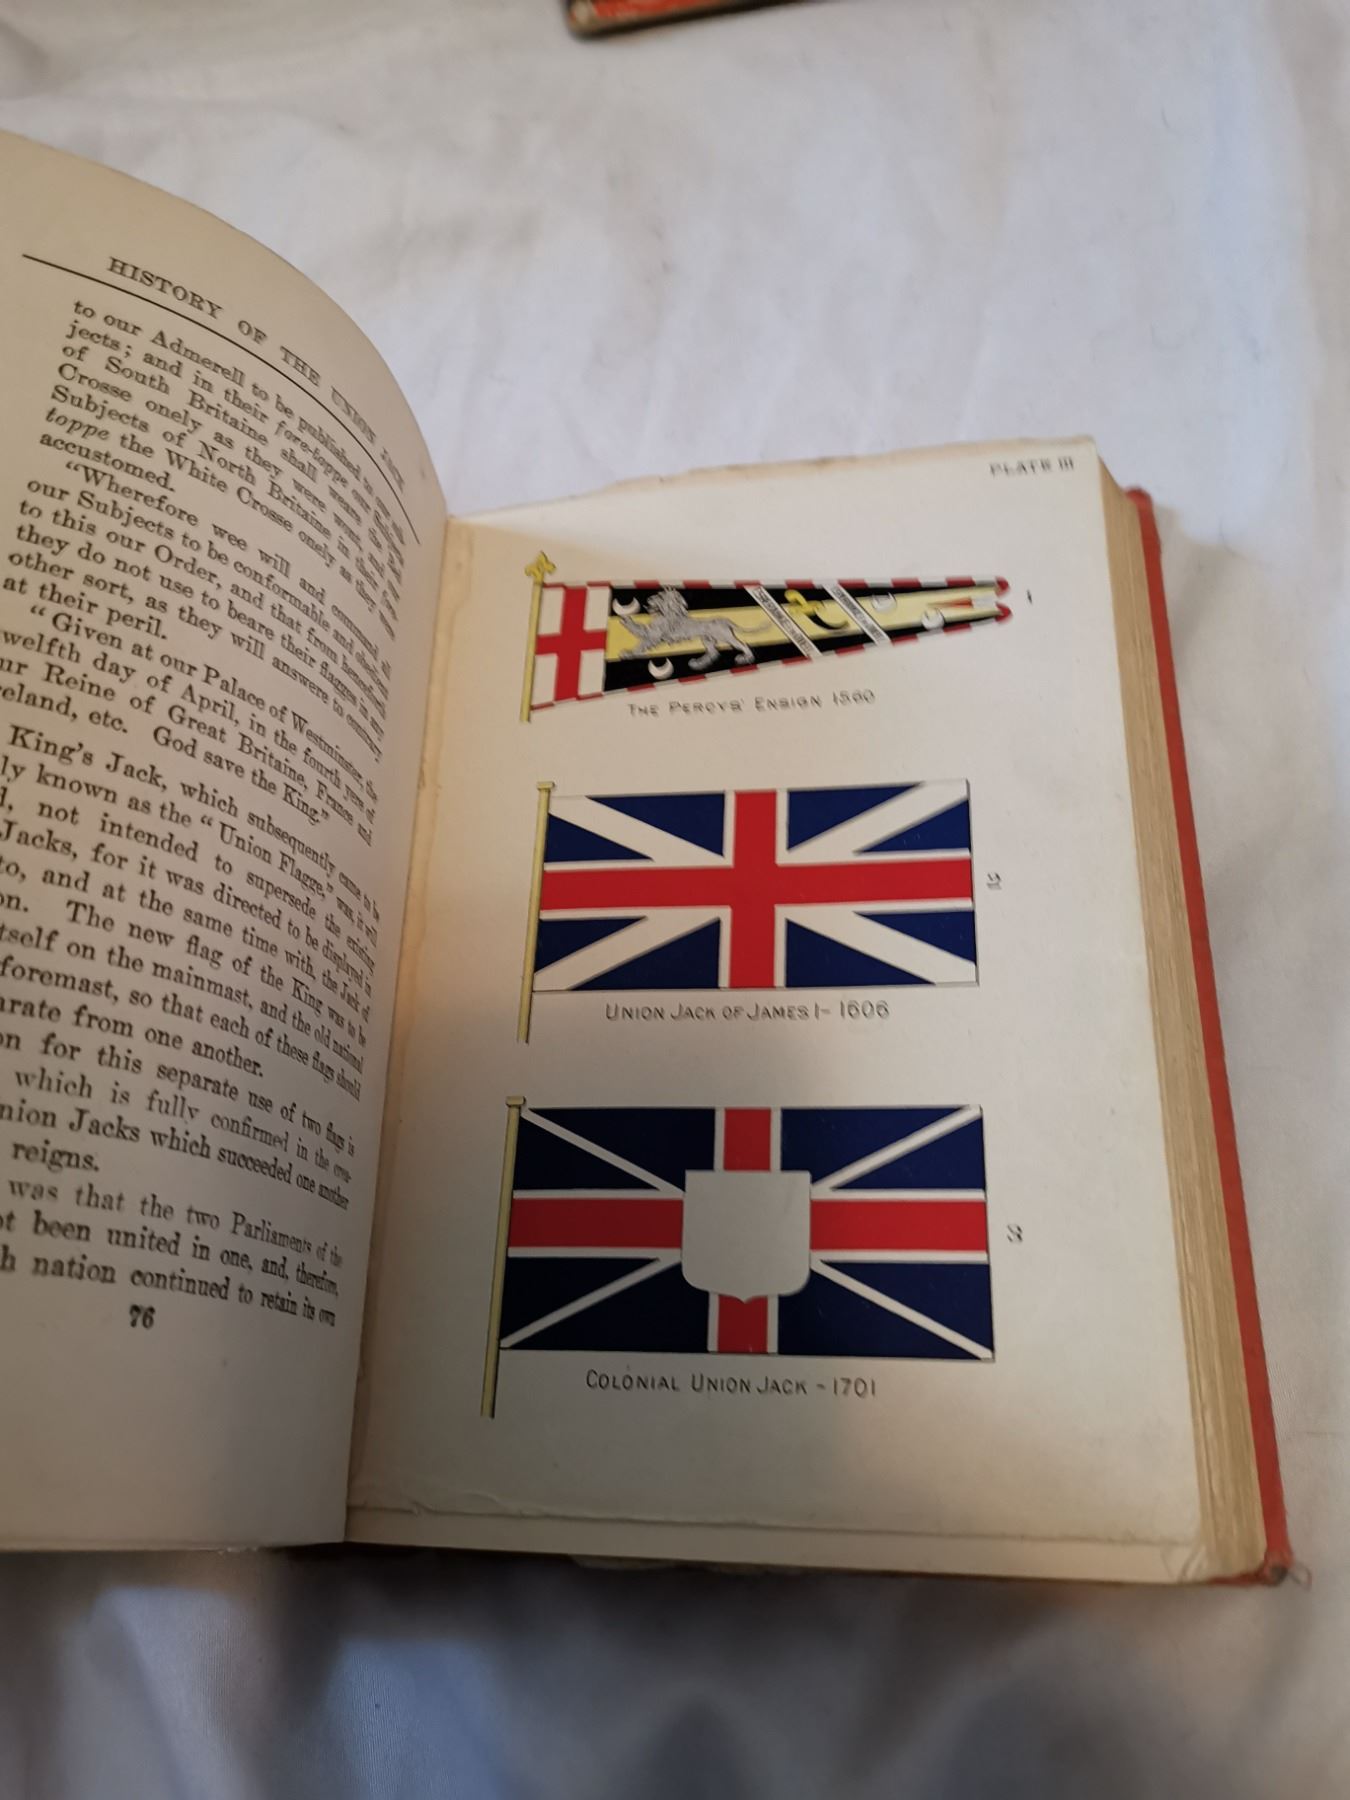 HISTORY OF THE UNION JACK
to our Admerell to be published to our sub-
jects; and in their fore-toppe our Subjects
of South Britaine shall weare the Red
Crosse onely as they were wont, and our
Subjects of North Britaine in their fore-
toppe the White Crosse onely as they were
accustomed.
"Wherefore wee will and command all
our Subjects to be conformable and obedient
to this our Order, and that from henceforth
they do not use to beare their flagges in any
other sort, as they will answere to contrary
at their peril.
"Given at our Palace of Westminster, the
welfth day of April, in the fourth yere of
ur Reine of Great Britaine, France and
reland, etc. God save the King."
King's Jack, which subsequently came to be
ly known as the "Union Flagge," was, it will
d, not intended to supersede the existing
Jacks, for it was directed to be displayed in
to, and at the same time with, the Jack of
on. The new flag of the King was to be
tself on the mainmast, and the old national
foremast, so that each of these flags should
arate from one another.
on for this separate use of two flags is
which is fully confirmed in the
nion Jacks which succeeded one another
reigns.
was that the two Parliaments of the
ot been united in one, and, therefore,
h nation continued to retain its own
76
PLATE III
1
THE PERCYS' ENSIGN 1560
2
UNION JACK OF JAMES I - 1606
3
COLONIAL UNION JACK - 1701